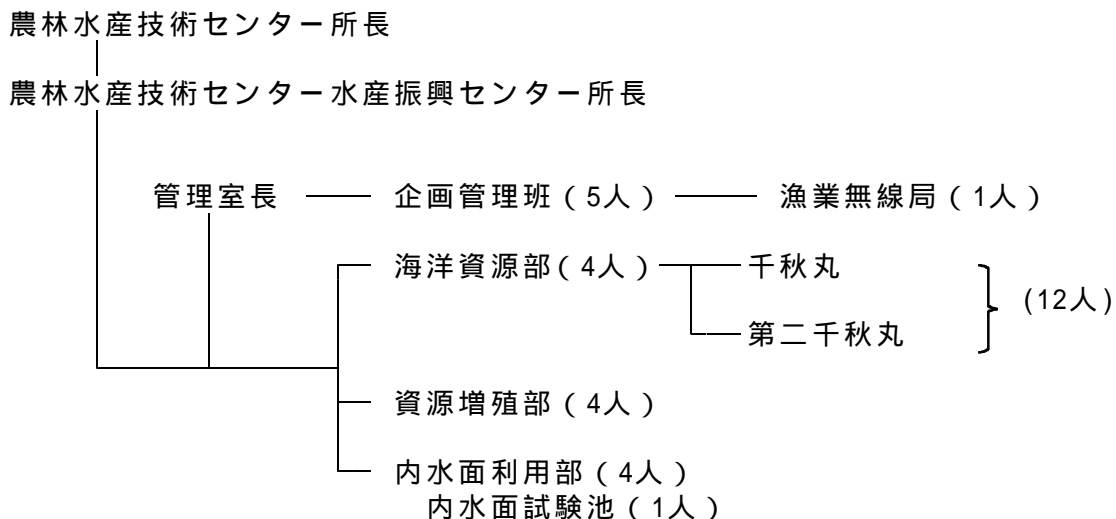 農林水産技術センター所長
農林水産技術センター水産振興センター所長
管理室長 企画管理班（5人） 漁業無線局（1人）
海洋資源部（4人） 千秋丸
(12人)
第二千秋丸
資源増殖部（4人）
内水面利用部（4人）
内水面試験池（1人）